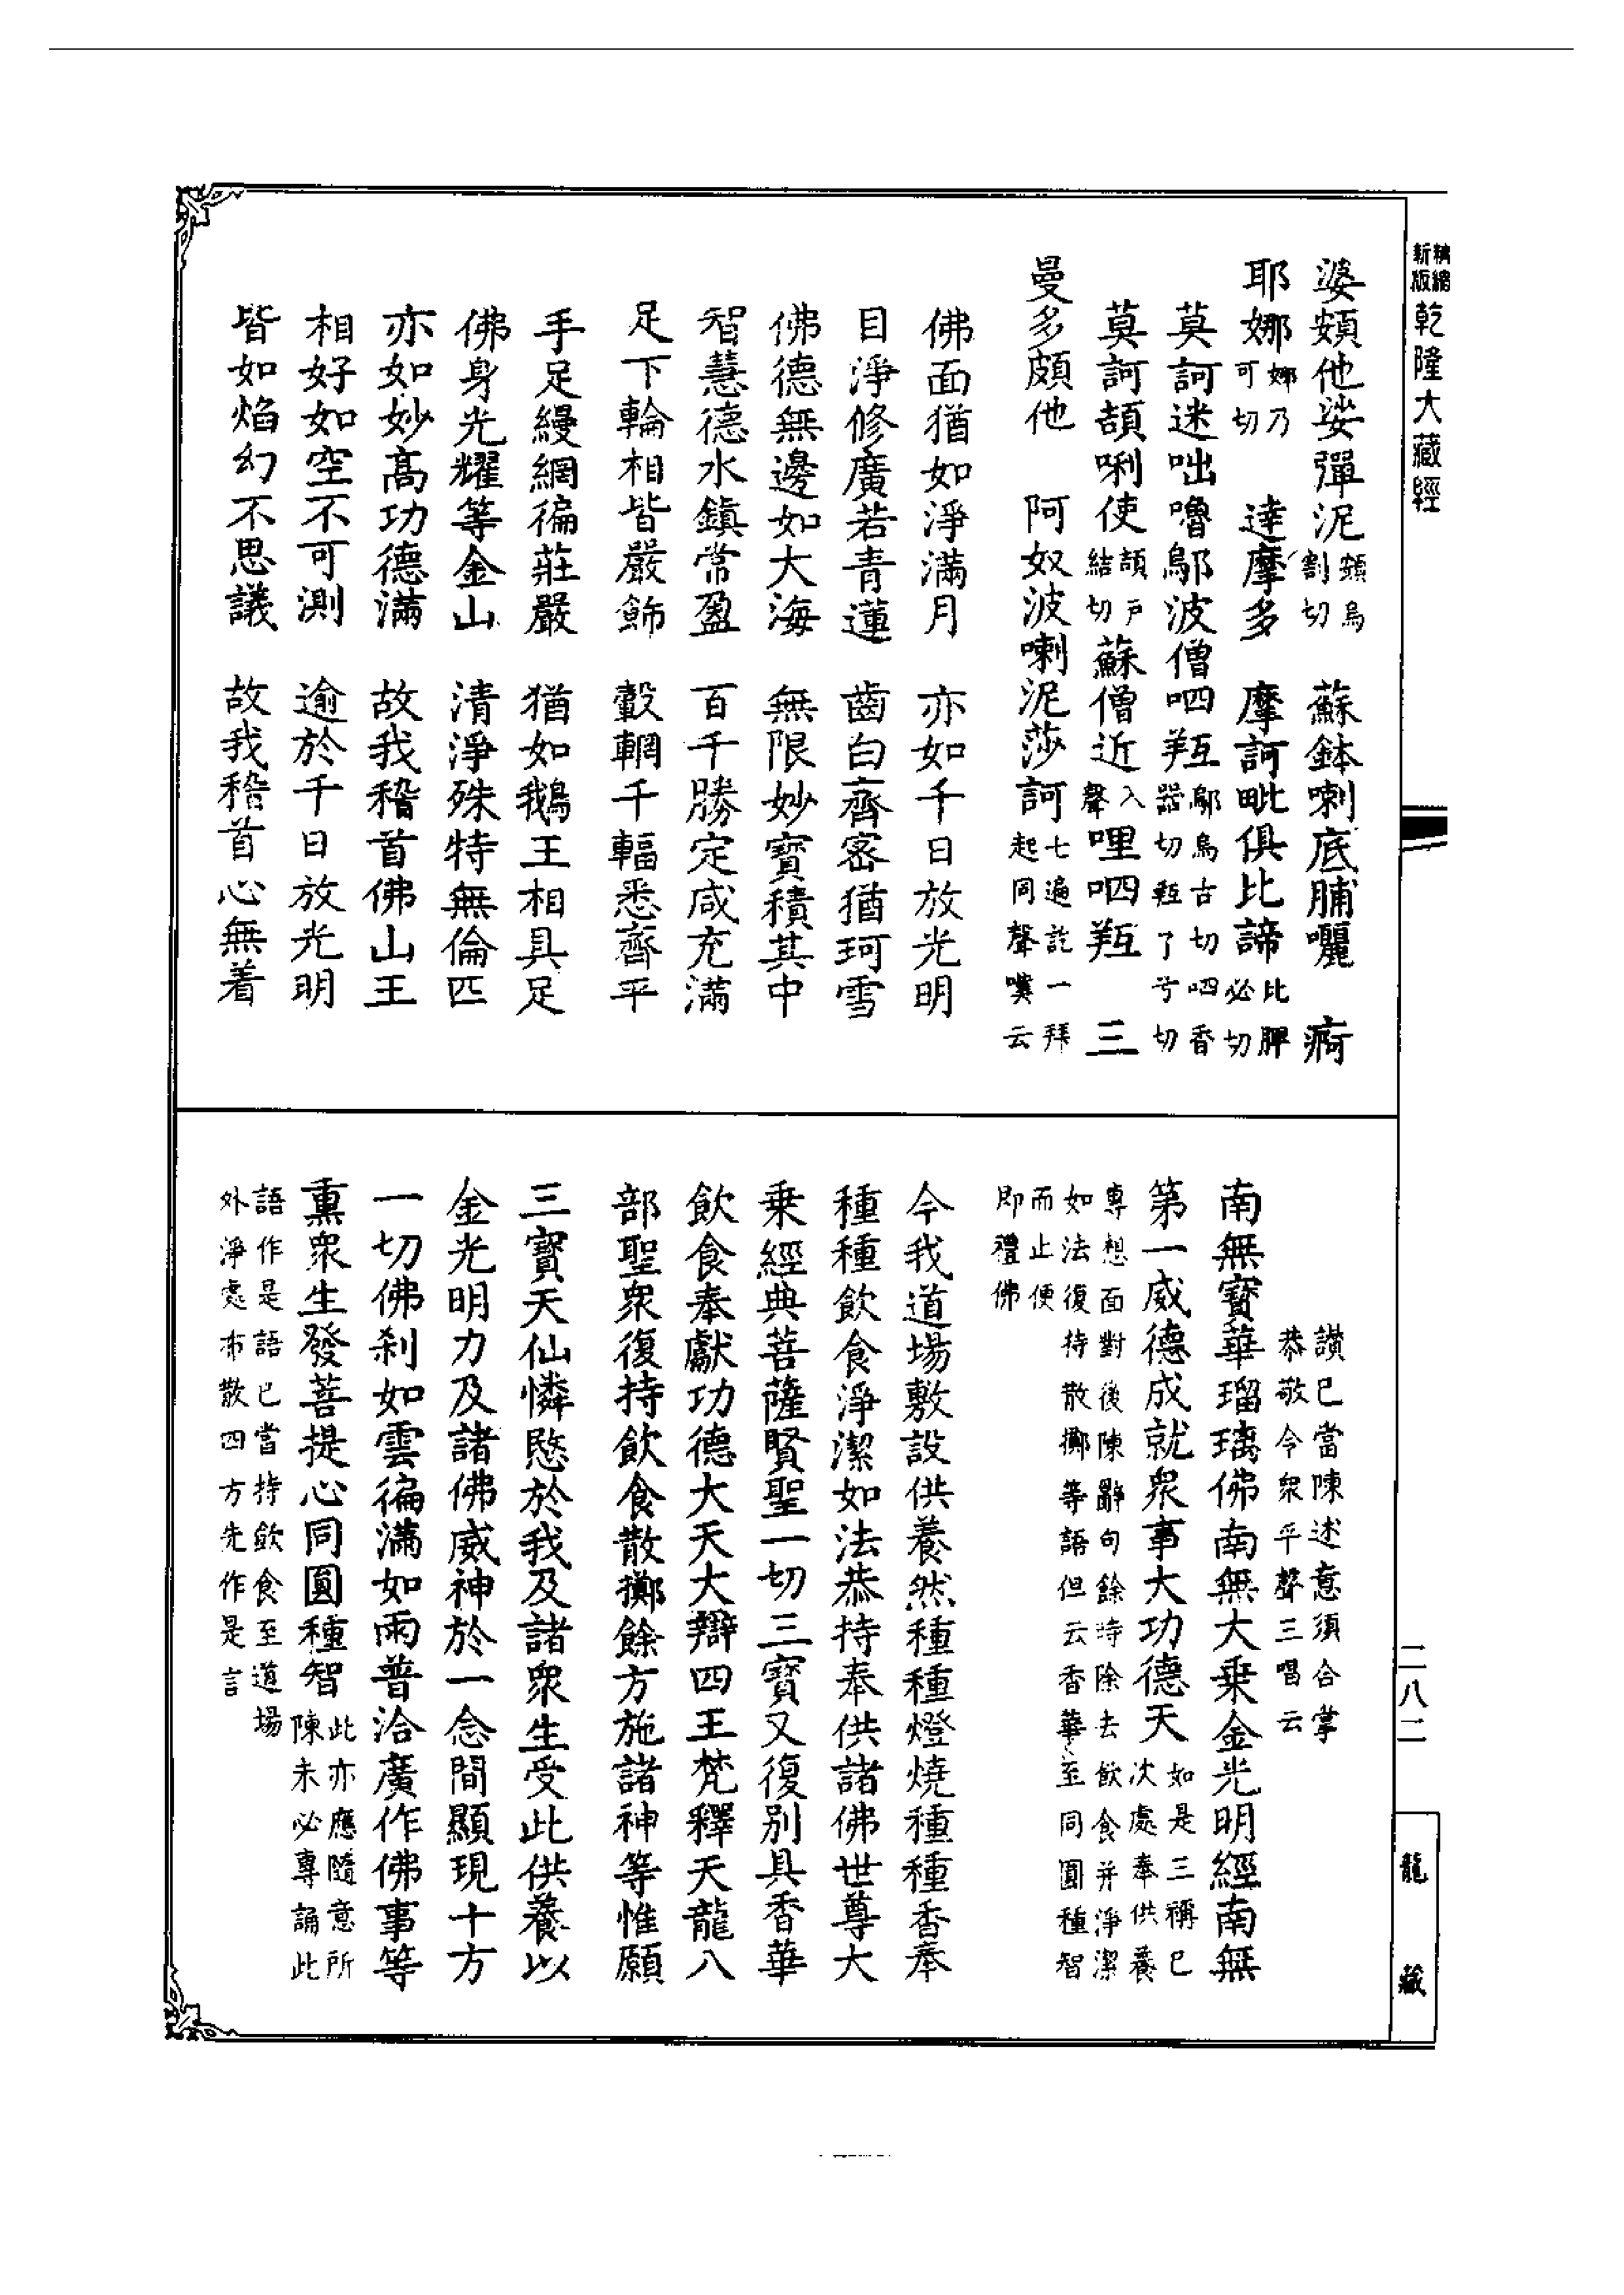 精縮新版 乾隆大藏經
婆頞他娑彈泥頞烏割切 蘇鉢喇底脯囇 痾
耶娜娜乃可切 達摩多 摩訶毗俱比諦比脾必切
莫訶迷咄嚕鄔波僧呬羝鄔烏古切呬香器切羝丁兮切
莫訶頡唎使頡戶結切蘇僧近入聲哩呬羝 三
曼多頞他 阿奴波喇泥莎訶七遍訖一拜起同聲嘆云
佛面猶如淨滿月 亦如千日放光明
目淨修廣若青蓮 齒白齊密猶珂雪
佛德無邊如大海 無限妙寶積其中
智慧德水鎮常盈 百千勝定咸充滿
足下輪相皆嚴飾 轂輞千輻悉齊平
手足縵網徧莊嚴 猶如鵝王相具足
佛身光耀等金山 清淨殊特無倫匹
亦如妙高功德滿 故我稽首佛山王
相好如空不可測 逾於千日放光明
皆如焰幻不思議 故我稽首心無着
讚已當陳述意須合掌恭敬今眾平聲三唱云
南無寶華瑠璃佛南無大乗金光明經南無
第一威德成就眾事大功德天如是三稱已次處奉供養
專想面對後陳辭句餘時除去飲食并淨潔如法復待散擲等語但云香華至同圓種智
而止便即禮佛
今我道場敷設供養然種種燈燒種種香奉
種種飲食淨潔如法恭持奉供諸佛世尊大
乗經典菩薩賢聖一切三寶又復別具香華
飲食奉獻功德大天大辯四王梵釋天龍八
部聖眾復持飲食散擲餘方施諸神等惟願
三寶天仙憐愍於我及諸眾生受此供養以
金光明力及諸佛威神於一念間顯現十方
一切佛刹如雲徧滿如雨普洽廣作佛事等
熏眾生發菩提心同圓種智此亦應隨意所陳未必專誦此
語作是語已當持飲食至道場外淨處布散四方先作是言
二八二
龍藏